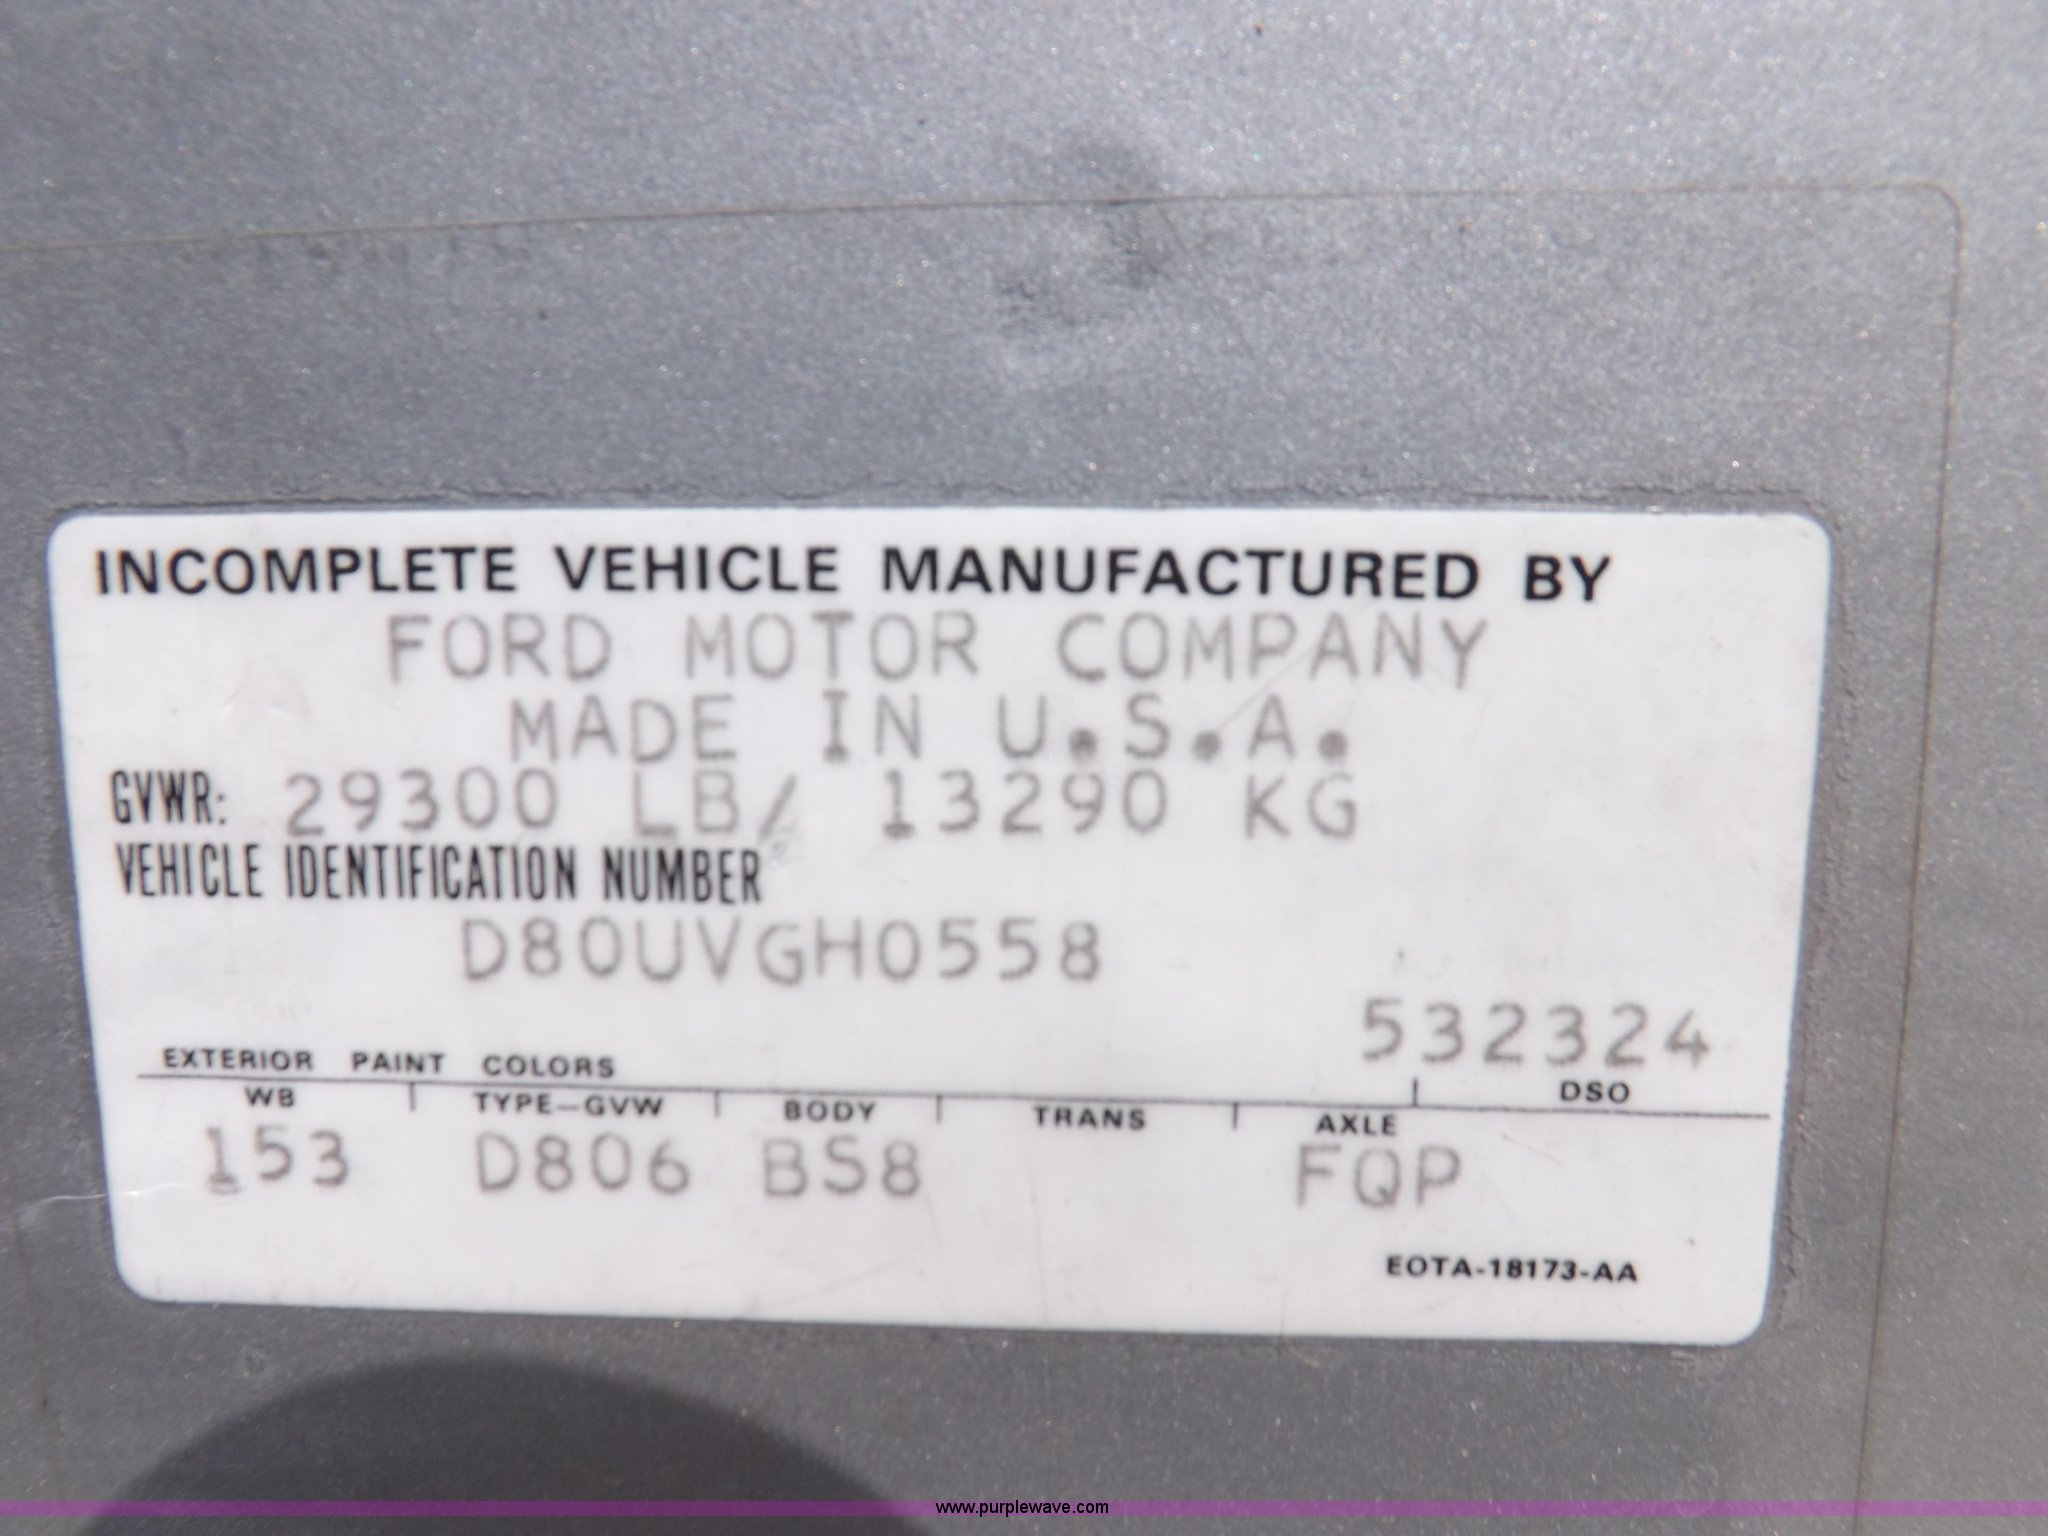 INCOMPLETE VEHICLE MANUFACTURED BY
FORD MOTOR COMPANY
MADE IN U.S.A.
GVWR: 29300 LB/ 13290 KG
VEHICLE IDENTIFICATION NUMBER
D80UVGH0558
532324
EXTERIOR PAINT COLORS DSO
WB TYPE-GVW BODY TRANS AXLE
153 D806 BS8 FQP
EOTA-18173-AA
www.purplewave.com